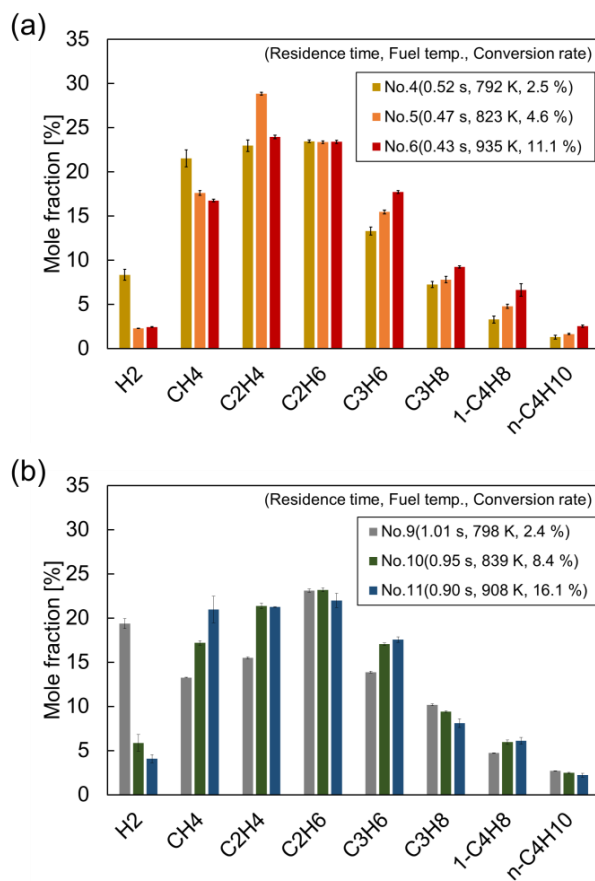 (a)
(Residence time, Fuel temp., Conversion rate)
No.4(0.52 s, 792 K, 2.5 %)
No.5(0.47 s, 823 K, 4.6 %)
No.6(0.43 s, 935 K, 11.1 %)
Mole fraction [%]
35
30
25
20
15
10
5
0
H2
CH4
C2H4
C2H6
C3H6
C3H8
1-C4H8
n-C4H10
(b)
(Residence time, Fuel temp., Conversion rate)
No.9(1.01 s, 798 K, 2.4 %)
No.10(0.95 s, 839 K, 8.4 %)
No.11(0.90 s, 908 K, 16.1 %)
Mole fraction [%]
35
30
25
20
15
10
5
0
H2
CH4
C2H4
C2H6
C3H6
C3H8
1-C4H8
n-C4H10